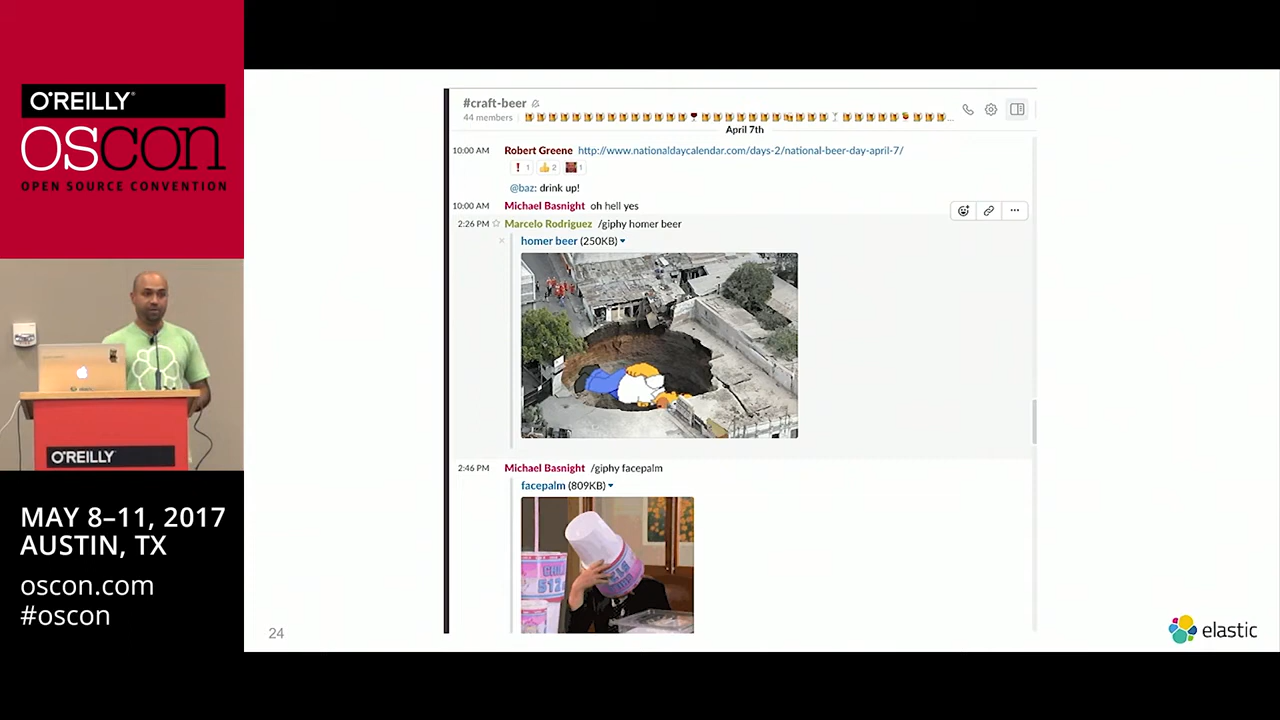 O'REILLY®
OSCON
OPEN SOURCE CONVENTION
O'REILLY
MAY 8–11, 2017
AUSTIN, TX
oscon.com
#oscon
#craft-beer
44 members
April 7th
10:00 AM Robert Greene http://www.nationaldaycalendar.com/days-2/national-beer-day-april-7/
1 2 1
@baz: drink up!
10:00 AM Michael Basnight oh hell yes
2:26 PM Marcelo Rodriguez /giphy homer beer
homer beer (250KB)
2:46 PM Michael Basnight /giphy facepalm
facepalm (809KB)
24
elastic